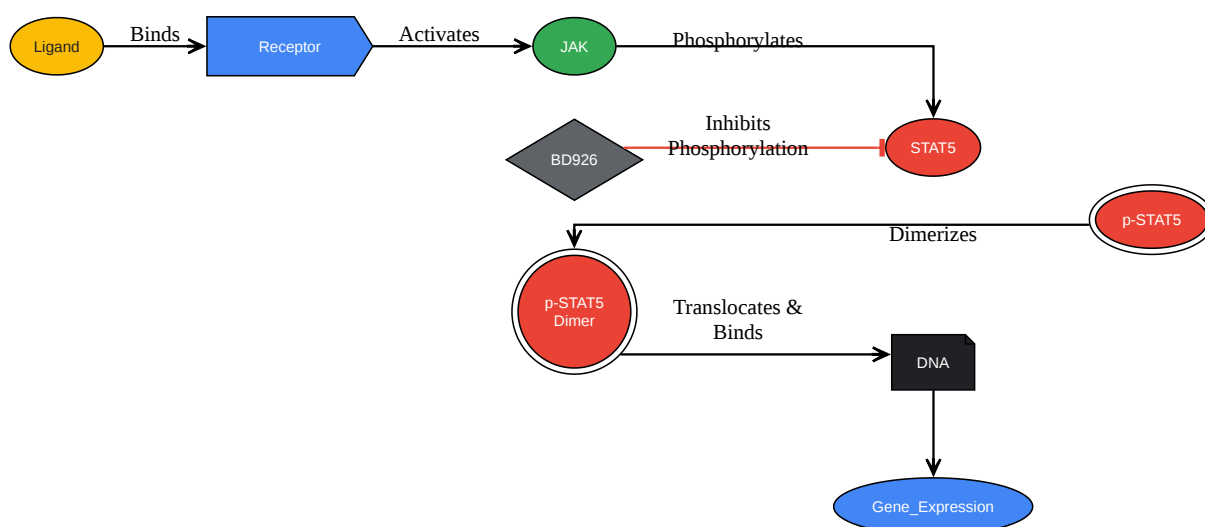 Ligand
Binds
Receptor
Activates
JAK
Phosphorylates
BD926
Inhibits
Phosphorylation
STAT5
p-STAT5
Dimerizes
p-STAT5
Dimer
Translocates &
Binds
DNA
Gene_Expression